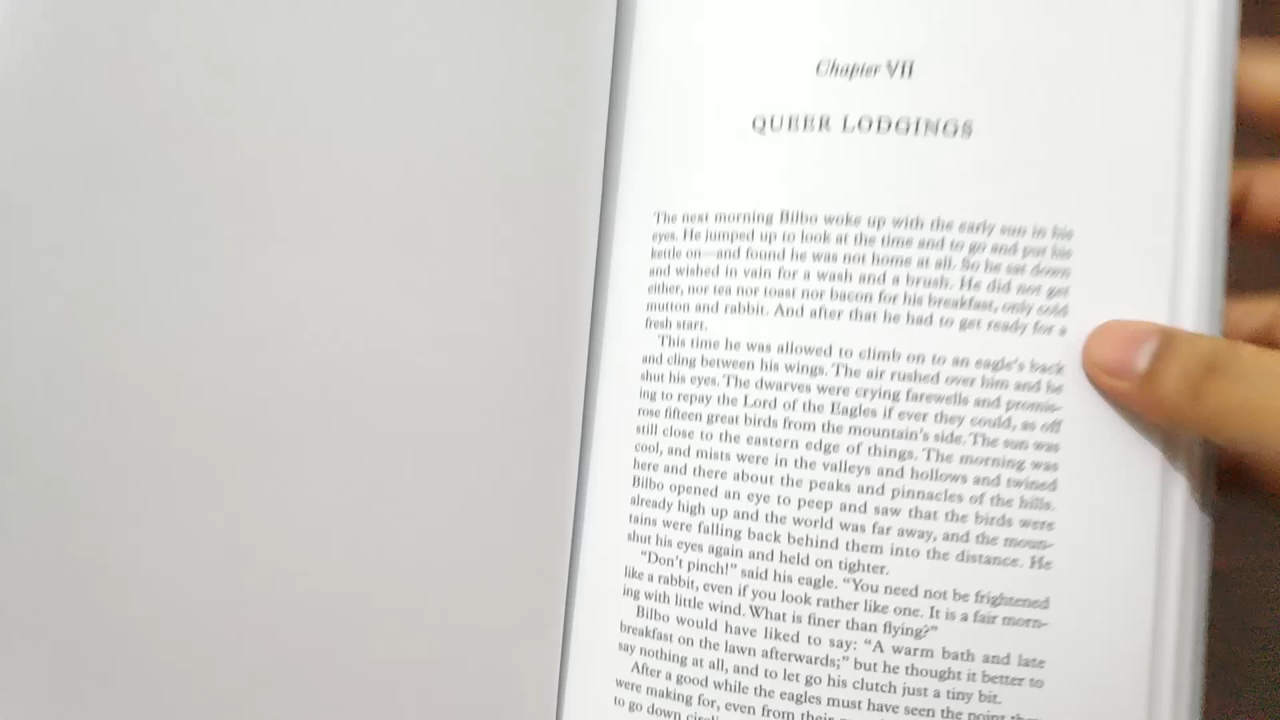 Chapter VII
QUEER LODGINGS
The next morning Bilbo woke up with the early sun in his
eyes. He jumped up to look at the time and to go and put his
kettle on—and found he was not home at all. So he sat down
and wished in vain for a wash and a brush. He did not get
either, nor tea nor toast nor bacon for his breakfast, only cold
mutton and rabbit. And after that he had to get ready for a
fresh start.
This time he was allowed to climb on to an eagle's back
and cling between his wings. The air rushed over him and he
shut his eyes. The dwarves were crying farewells and promis-
ing to repay the Lord of the Eagles if ever they could, as off
rose fifteen great birds from the mountain's side. The sun was
still close to the eastern edge of things. The morning was
cool, and mists were in the valleys and hollows and twined
here and there about the peaks and pinnacles of the hills.
Bilbo opened an eye to peep and saw that the birds were
already high up and the world was far away, and the moun-
tains were falling back behind them into the distance. He
shut his eyes again and held on tighter.
"Don't pinch!" said his eagle. "You need not be frightened
like a rabbit, even if you look rather like one. It is a fair morn-
ing with little wind. What is finer than flying?"
Bilbo would have liked to say: "A warm bath and late
breakfast on the lawn afterwards;" but he thought it better to
say nothing at all, and to let go his clutch just a tiny bit.
After a good while the eagles must have seen the point
were making for, even from their
to go down